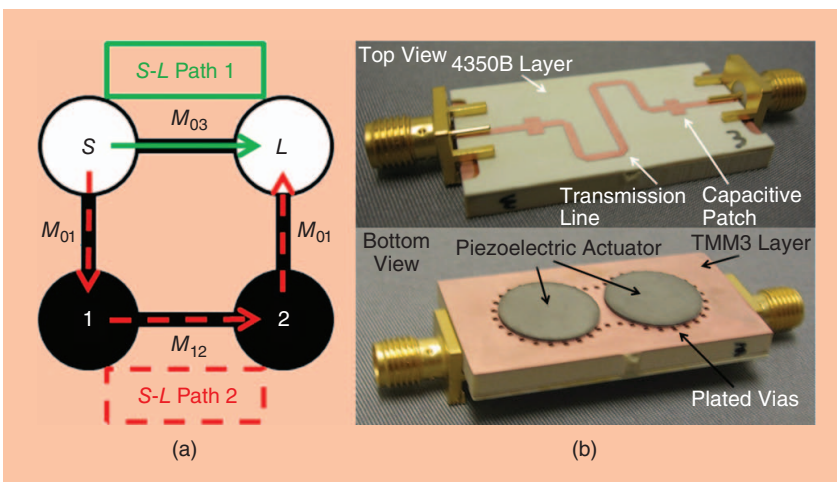 S-L Path 1
M03
S
L
M01
M01
1
2
M12
S-L Path 2
(a)
Top View
4350B Layer
Transmission
Line
Capacitive
Patch
3
Bottom
View
Piezoelectric Actuator
TMM3 Layer
Plated Vias
(b)